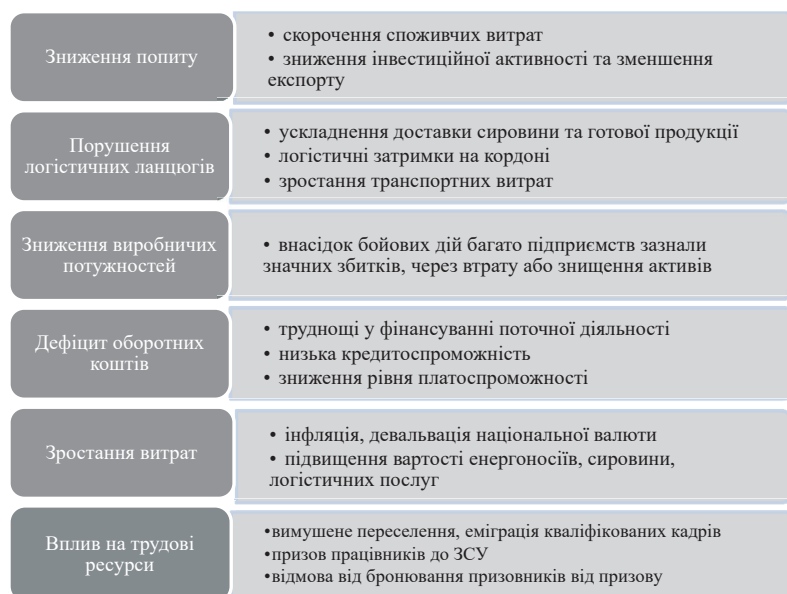 Зниження попиту
• скорочення споживчих витрат
• зниження інвестиційної активності та зменшення
експорту
Порушення
логістичних ланцюгів
• ускладнення доставки сировини та готової продукції
• логістичні затримки на кордоні
• зростання транспортних витрат
Зниження виробничих
потужностей
• внасідок бойових дій багато підприємств зазнали
значних збитків, через втрату або знищення активів
Дефіцит оборотних
коштів
• труднощі у фінансуванні поточної діяльності
• низька кредитоспроможність
• зниження рівня платоспроможності
Зростання витрат
• інфляція, девальвація національної валюти
• підвищення вартості енергоносіїв, сировини,
логістичних послуг
Вплив на трудові
ресурси
•вимушене переселення, еміграція кваліфікованих кадрів
•призов працівників до ЗСУ
•відмова від бронювання призовників від призову